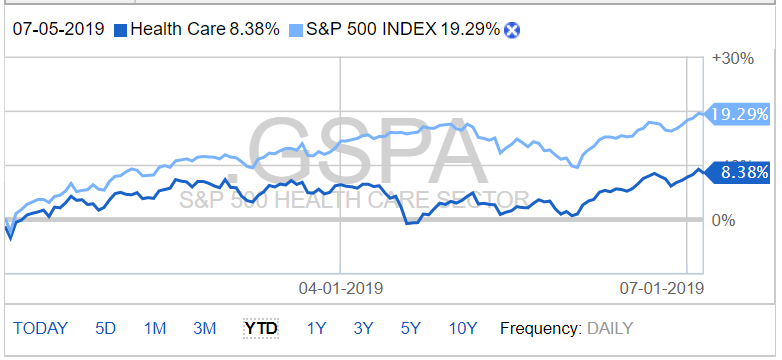 07-05-2019 Health Care 8.38% S&P 500 INDEX 19.29%
+30%
19.29%
.GSPA
8.38%
S&P 500 HEALTH CARE SECTOR
0%
04-01-2019 07-01-2019
TODAY 5D 1M 3M YTD 1Y 3Y 5Y 10Y Frequency: DAILY